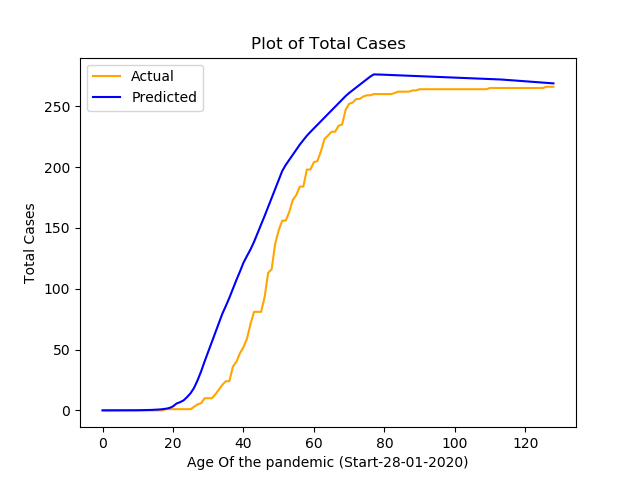 Plot of Total Cases
Actual
Predicted
250
200
150
100
50
0
Total Cases
0 20 40 60 80 100 120
Age Of the pandemic (Start-28-01-2020)